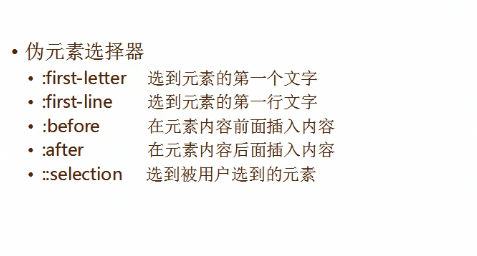 • 伪元素选择器
• :first-letter 选到元素的第一个文字
• :first-line 选到元素的第一行文字
• :before 在元素内容前面插入内容
• :after 在元素内容后面插入内容
• ::selection 选到被用户选到的元素